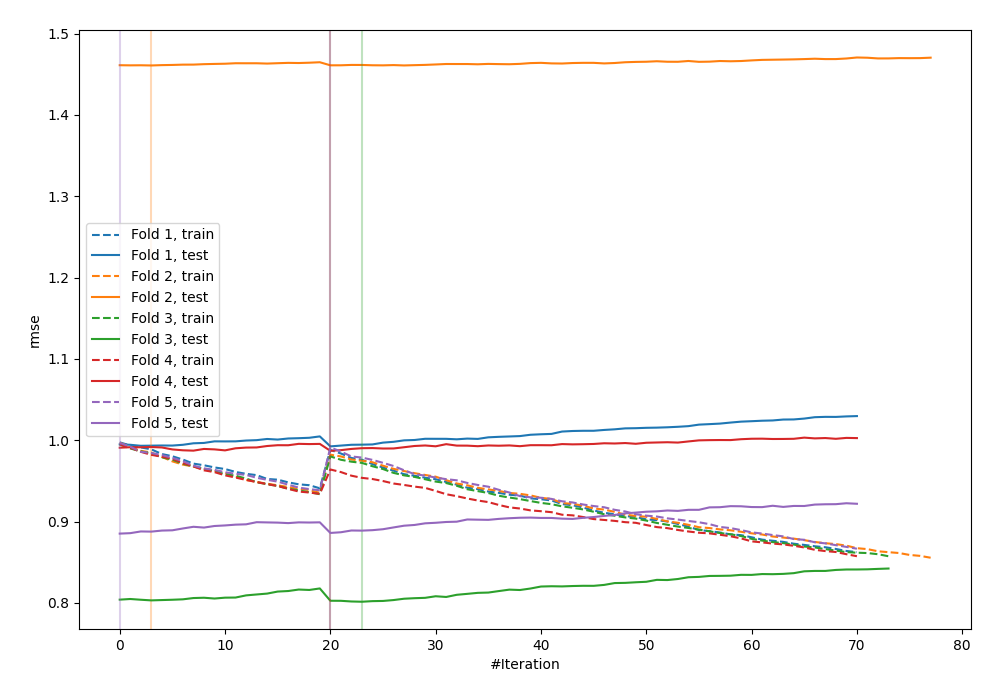 1.5
1.4
1.3
1.2
1.1
1.0
0.9
0.8
rmse
Fold 1, train
Fold 1, test
Fold 2, train
Fold 2, test
Fold 3, train
Fold 3, test
Fold 4, train
Fold 4, test
Fold 5, train
Fold 5, test
0 10 20 30 40 50 60 70 80
#Iteration